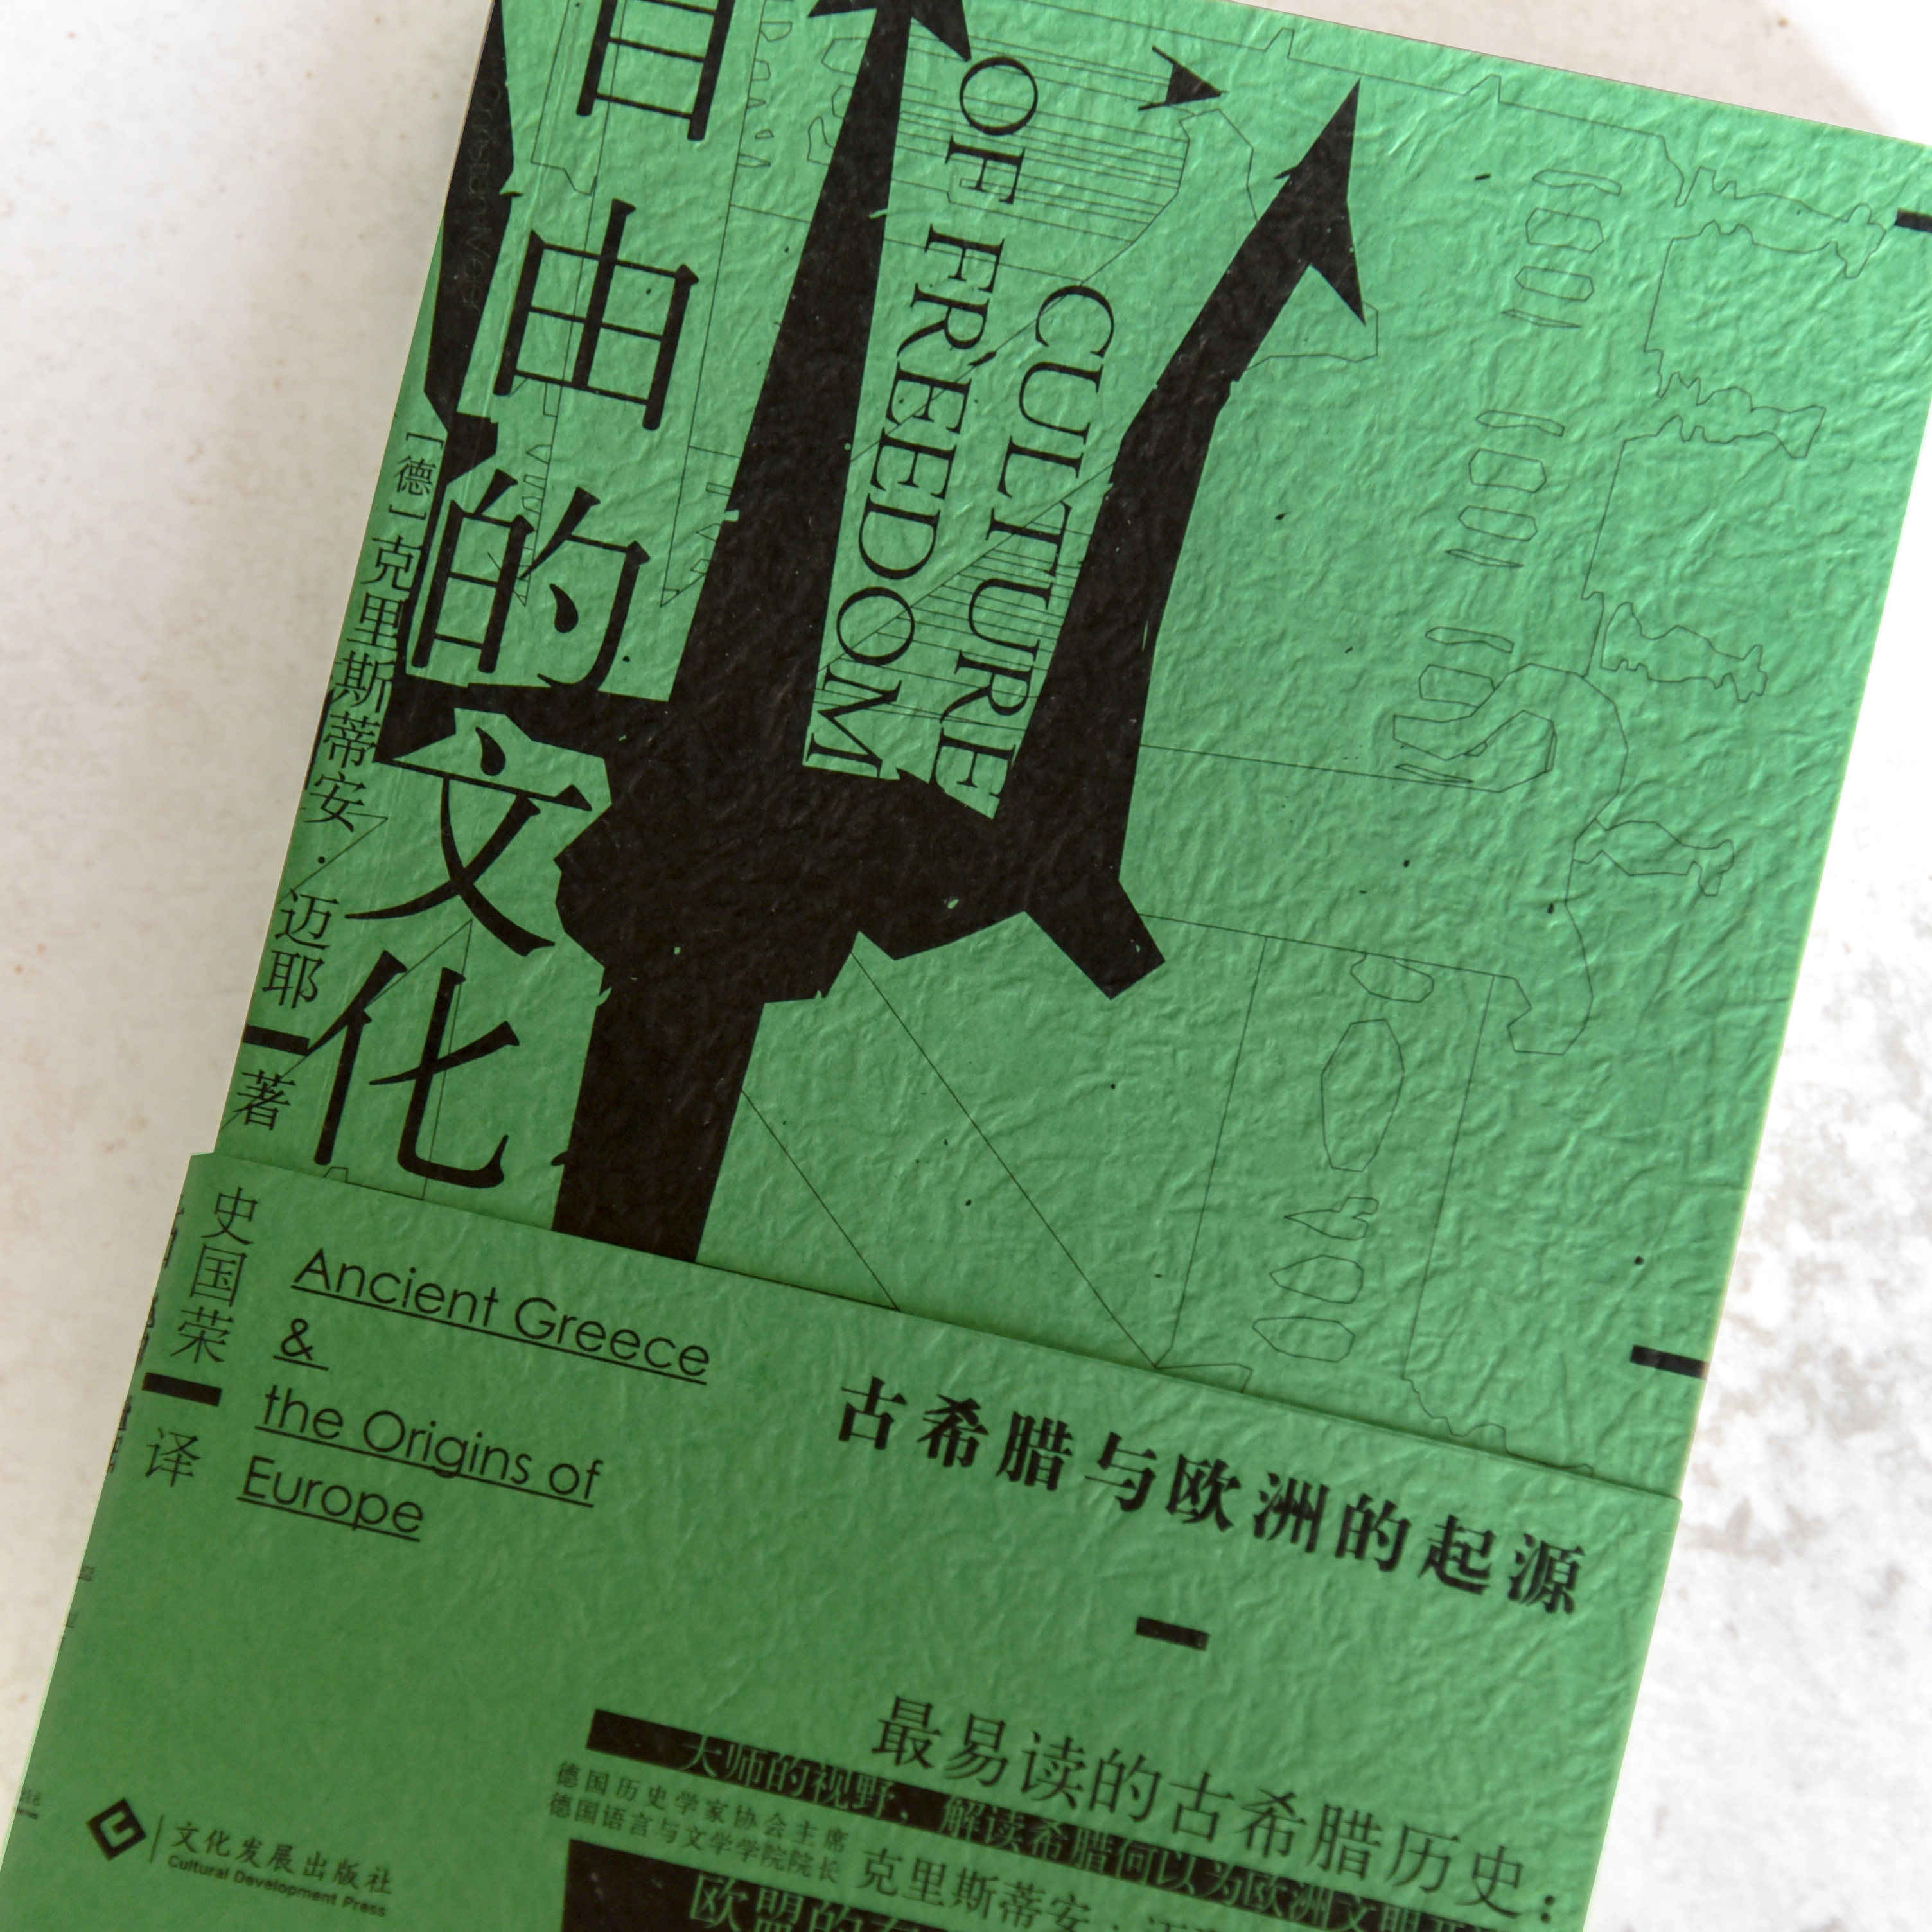 自由的文化
CULTURE
OF FREEDOM
[德]克里斯蒂安·迈耶
著
史国荣
译
Ancient Greece
&
the Origins of
Europe
古希腊与欧洲的起源
最易读的古希腊历史:
大师的视野,解读希腊何以为欧洲文明
德国历史学家协会主席
德国语言与文学学院院长
克里斯蒂安·
欧盟的
文化发展出版社
Cultural Development Press